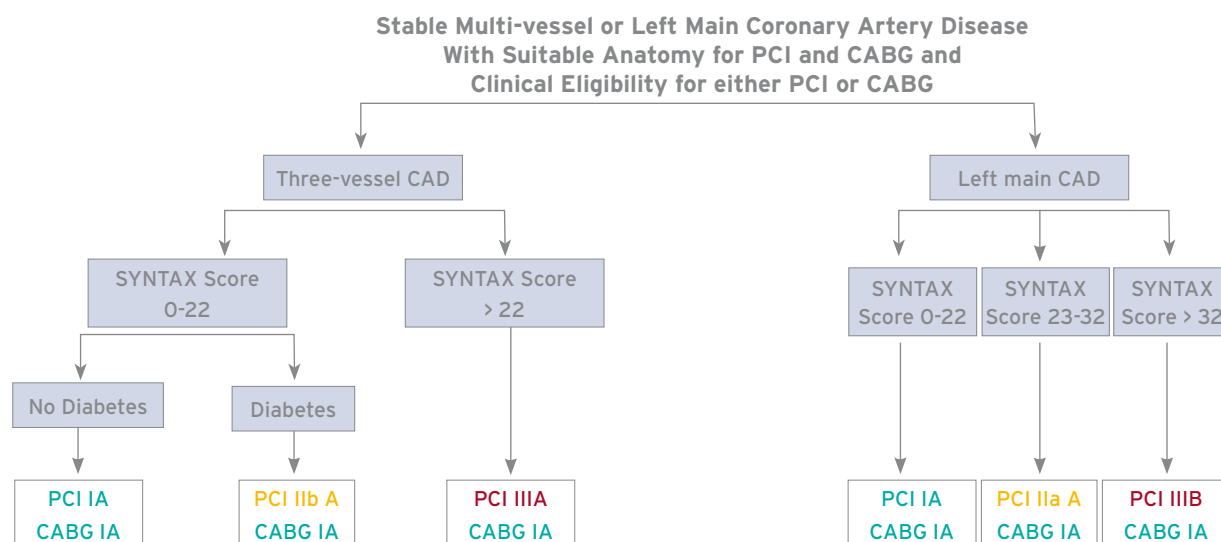 Stable Multi-vessel or Left Main Coronary Artery Disease
With Suitable Anatomy for PCI and CABG and
Clinical Eligibility for either PCI or CABG
Three-vessel CAD
Left main CAD
SYNTAX Score
0-22
SYNTAX Score
> 22
SYNTAX
Score 0-22
SYNTAX
Score 23-32
SYNTAX
Score > 32
No Diabetes
Diabetes
PCI IA
CABG IA
PCI IIb A
CABG IA
PCI IIIA
CABG IA
PCI IA
CABG IA
PCI IIa A
CABG IA
PCI IIIB
CABG IA